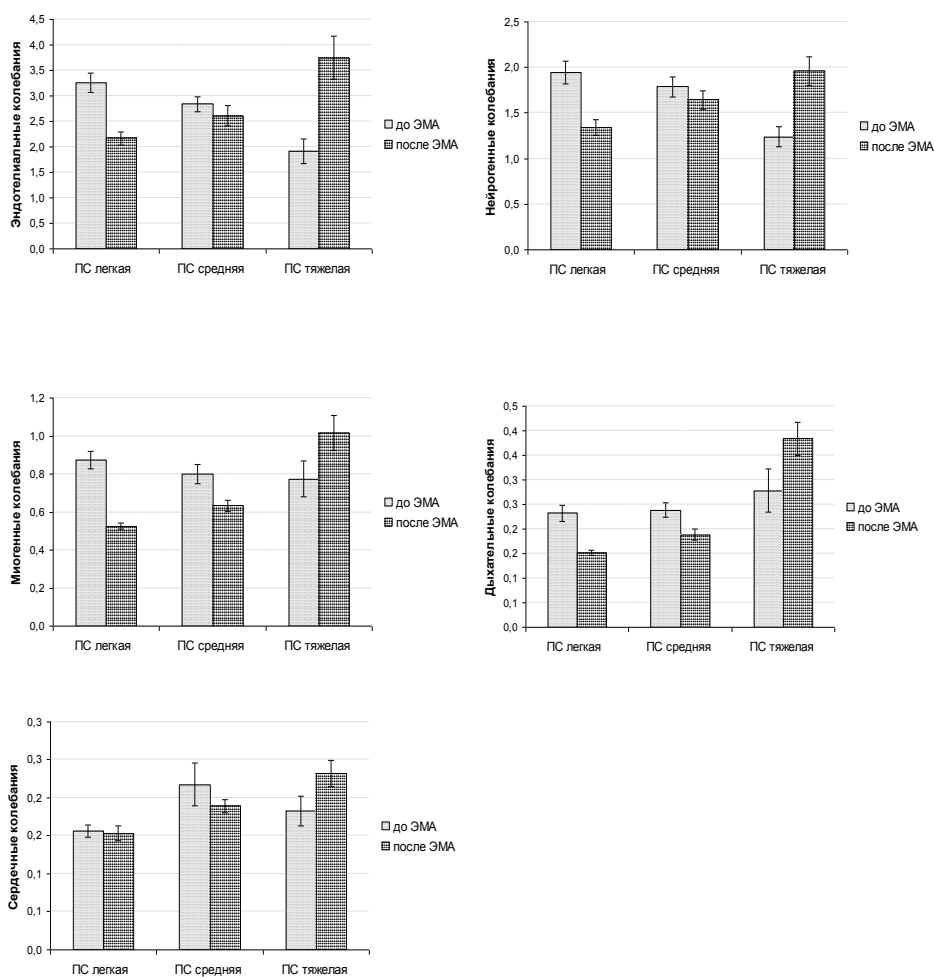 Эндотелиальные колебания
4,5
4,0
3,5
3,0
2,5
2,0
1,5
1,0
0,5
0,0
ПС легкая ПС средняя ПС тяжелая
до ЭМА
после ЭМА
Нейрогенные колебания
2,5
2,0
1,5
1,0
0,5
0,0
ПС легкая ПС средняя ПС тяжелая
до ЭМА
после ЭМА
Миогенные колебания
1,2
1,0
0,8
0,6
0,4
0,2
0,0
ПС легкая ПС средняя ПС тяжелая
до ЭМА
после ЭМА
Дыхательные колебания
0,5
0,4
0,4
0,3
0,3
0,2
0,2
0,1
0,1
0,0
ПС легкая ПС средняя ПС тяжелая
до ЭМА
после ЭМА
Сердечные колебания
0,3
0,3
0,2
0,2
0,1
0,1
0,0
ПС легкая ПС средняя ПС тяжелая
до ЭМА
после ЭМА